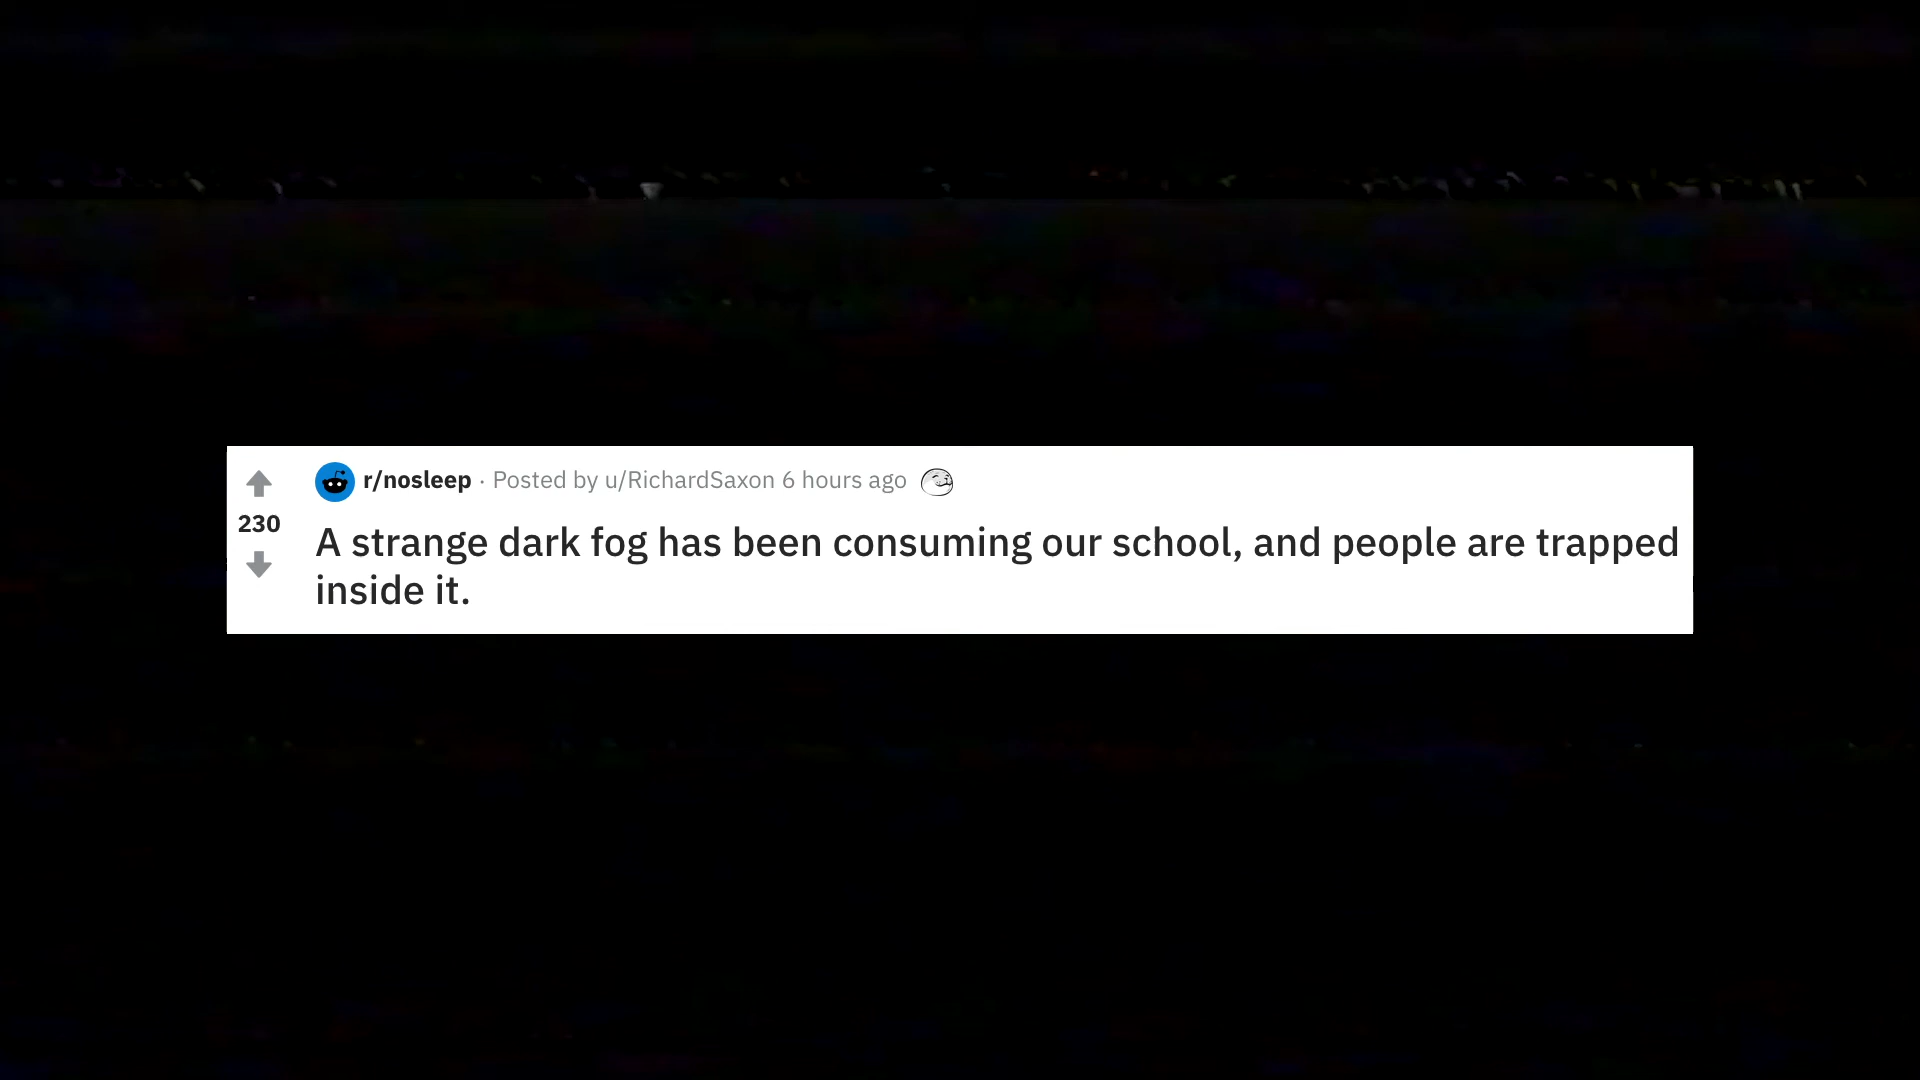 r/nosleep · Posted by u/RichardSaxon 6 hours ago
230
A strange dark fog has been consuming our school, and people are trapped
inside it.